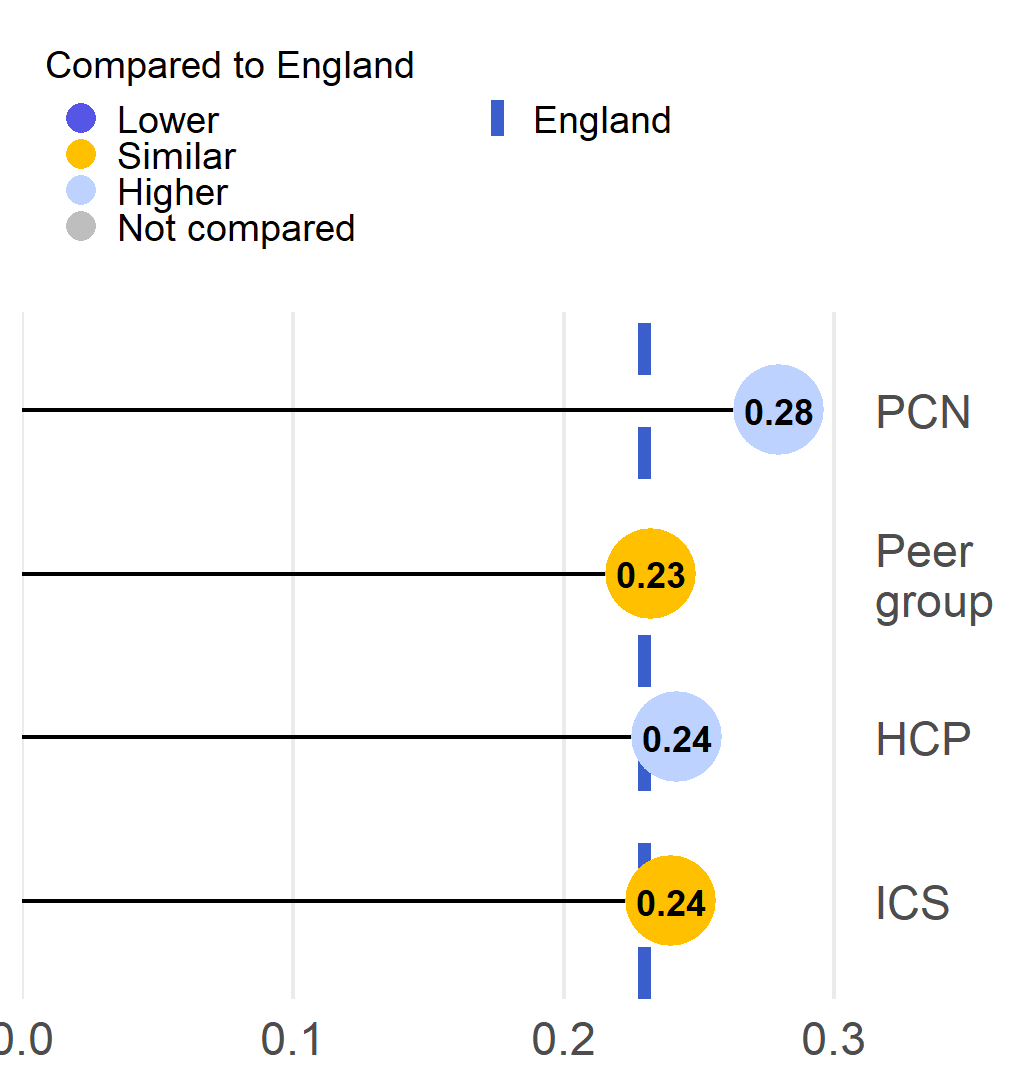 Compared to England
Lower
Similar
Higher
Not compared
England
0.28
PCN
0.23
Peer
group
0.24
HCP
0.24
ICS
0.0
0.1
0.2
0.3